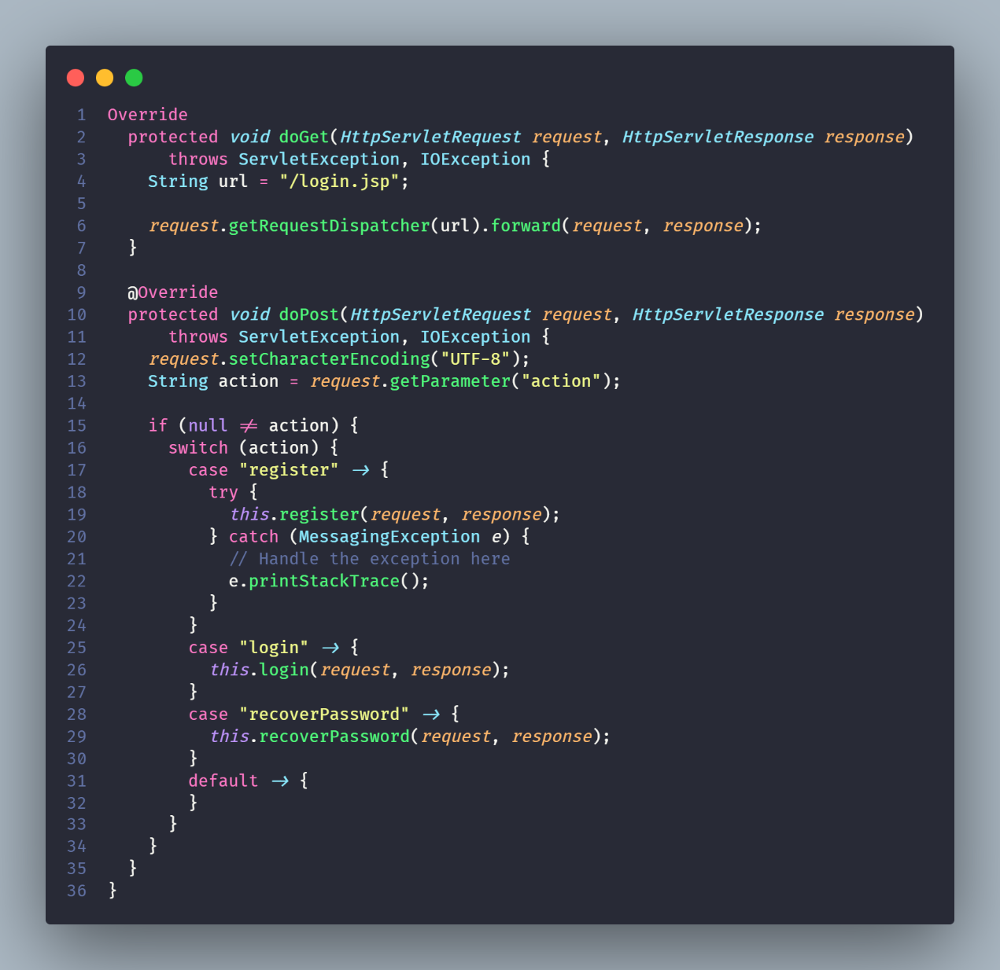 1 Override
2   protected void doGet(HttpServletRequest request, HttpServletResponse response)
3       throws ServletException, IOException {
4     String url = "/login.jsp";
5
6     request.getRequestDispatcher(url).forward(request, response);
7   }
8
9   @Override
10   protected void doPost(HttpServletRequest request, HttpServletResponse response)
11       throws ServletException, IOException {
12     request.setCharacterEncoding("UTF-8");
13     String action = request.getParameter("action");
14
15     if (null != action) {
16       switch (action) {
17         case "register" -> {
18           try {
19             this.register(request, response);
20           } catch (MessagingException e) {
21             // Handle the exception here
22             e.printStackTrace();
23           }
24         }
25         case "login" -> {
26           this.login(request, response);
27         }
28         case "recoverPassword" -> {
29           this.recoverPassword(request, response);
30         }
31         default -> {
32         }
33       }
34     }
35   }
36 }